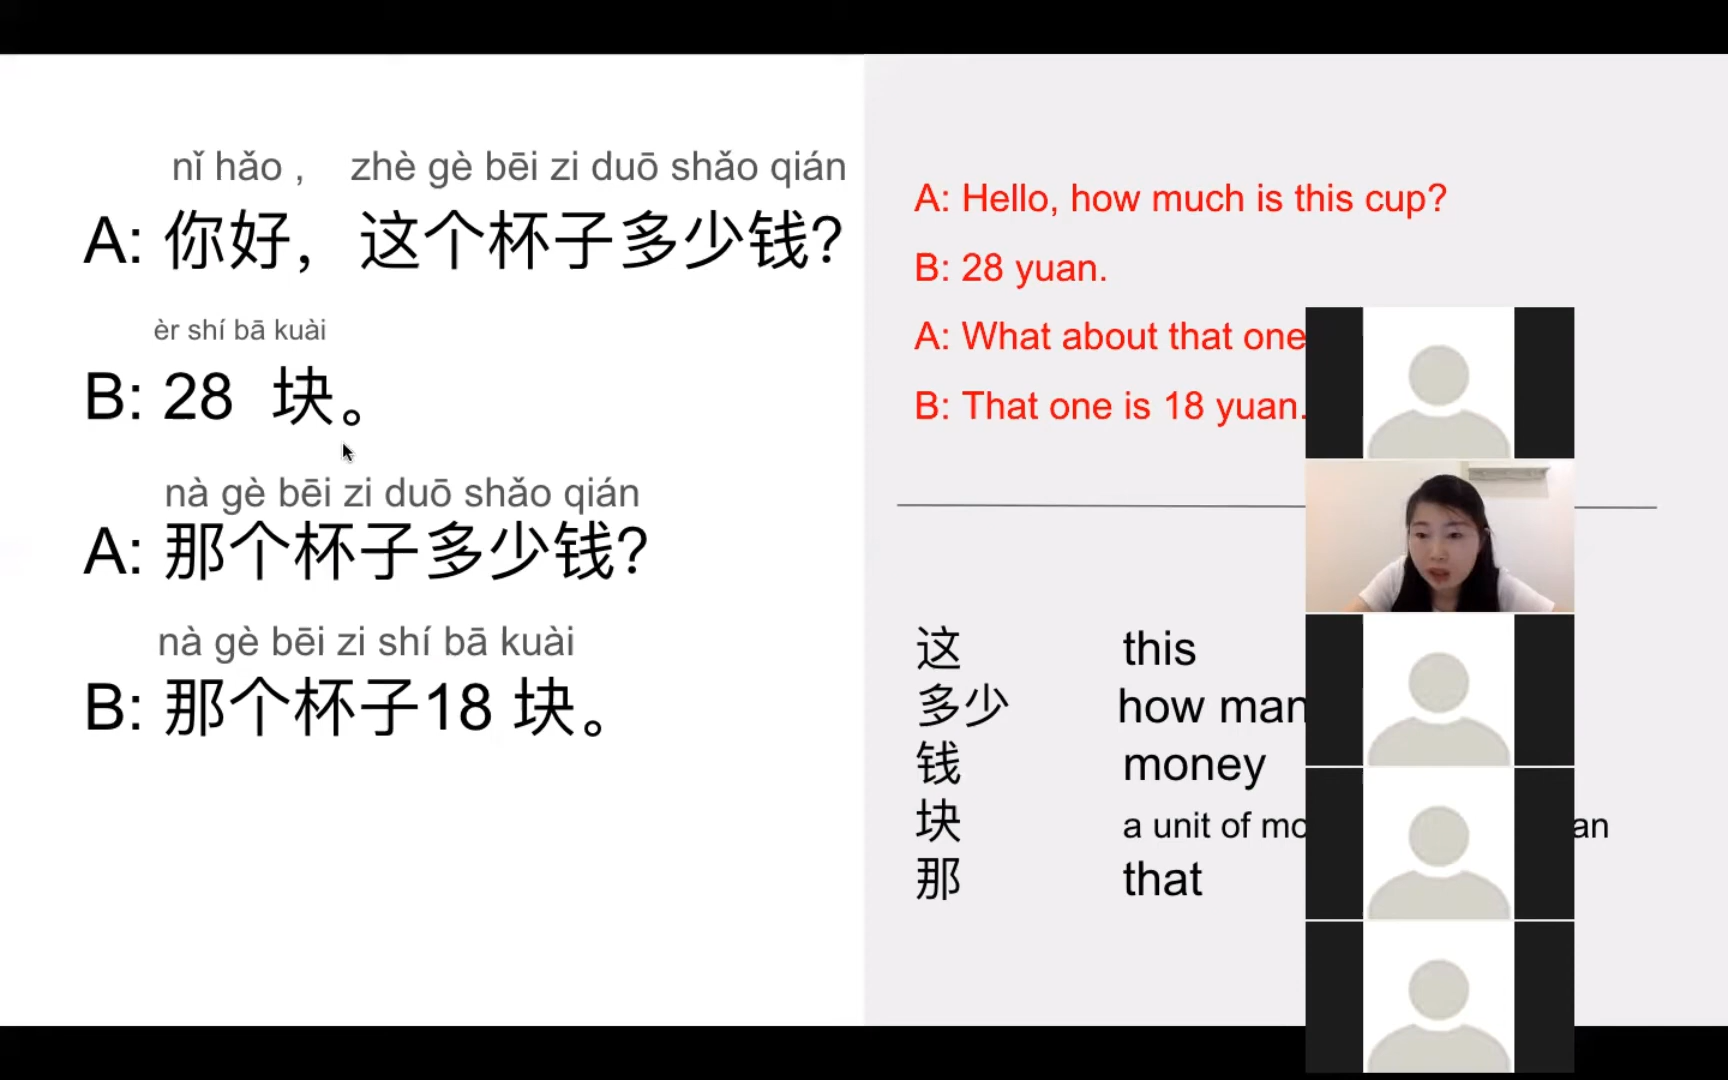 nǐ hǎo , zhè gè bēi zi duō shǎo qián
A: 你好，这个杯子多少钱?
èr shí bā kuài
B: 28 块。
nà gè bēi zi duō shǎo qián
A: 那个杯子多少钱?
nà gè bēi zi shí bā kuài
B: 那个杯子18 块。
A: Hello, how much is this cup?
B: 28 yuan.
A: What about that one
B: That one is 18 yuan.
这 this
多少 how
钱 money
块 a unit of
那 that